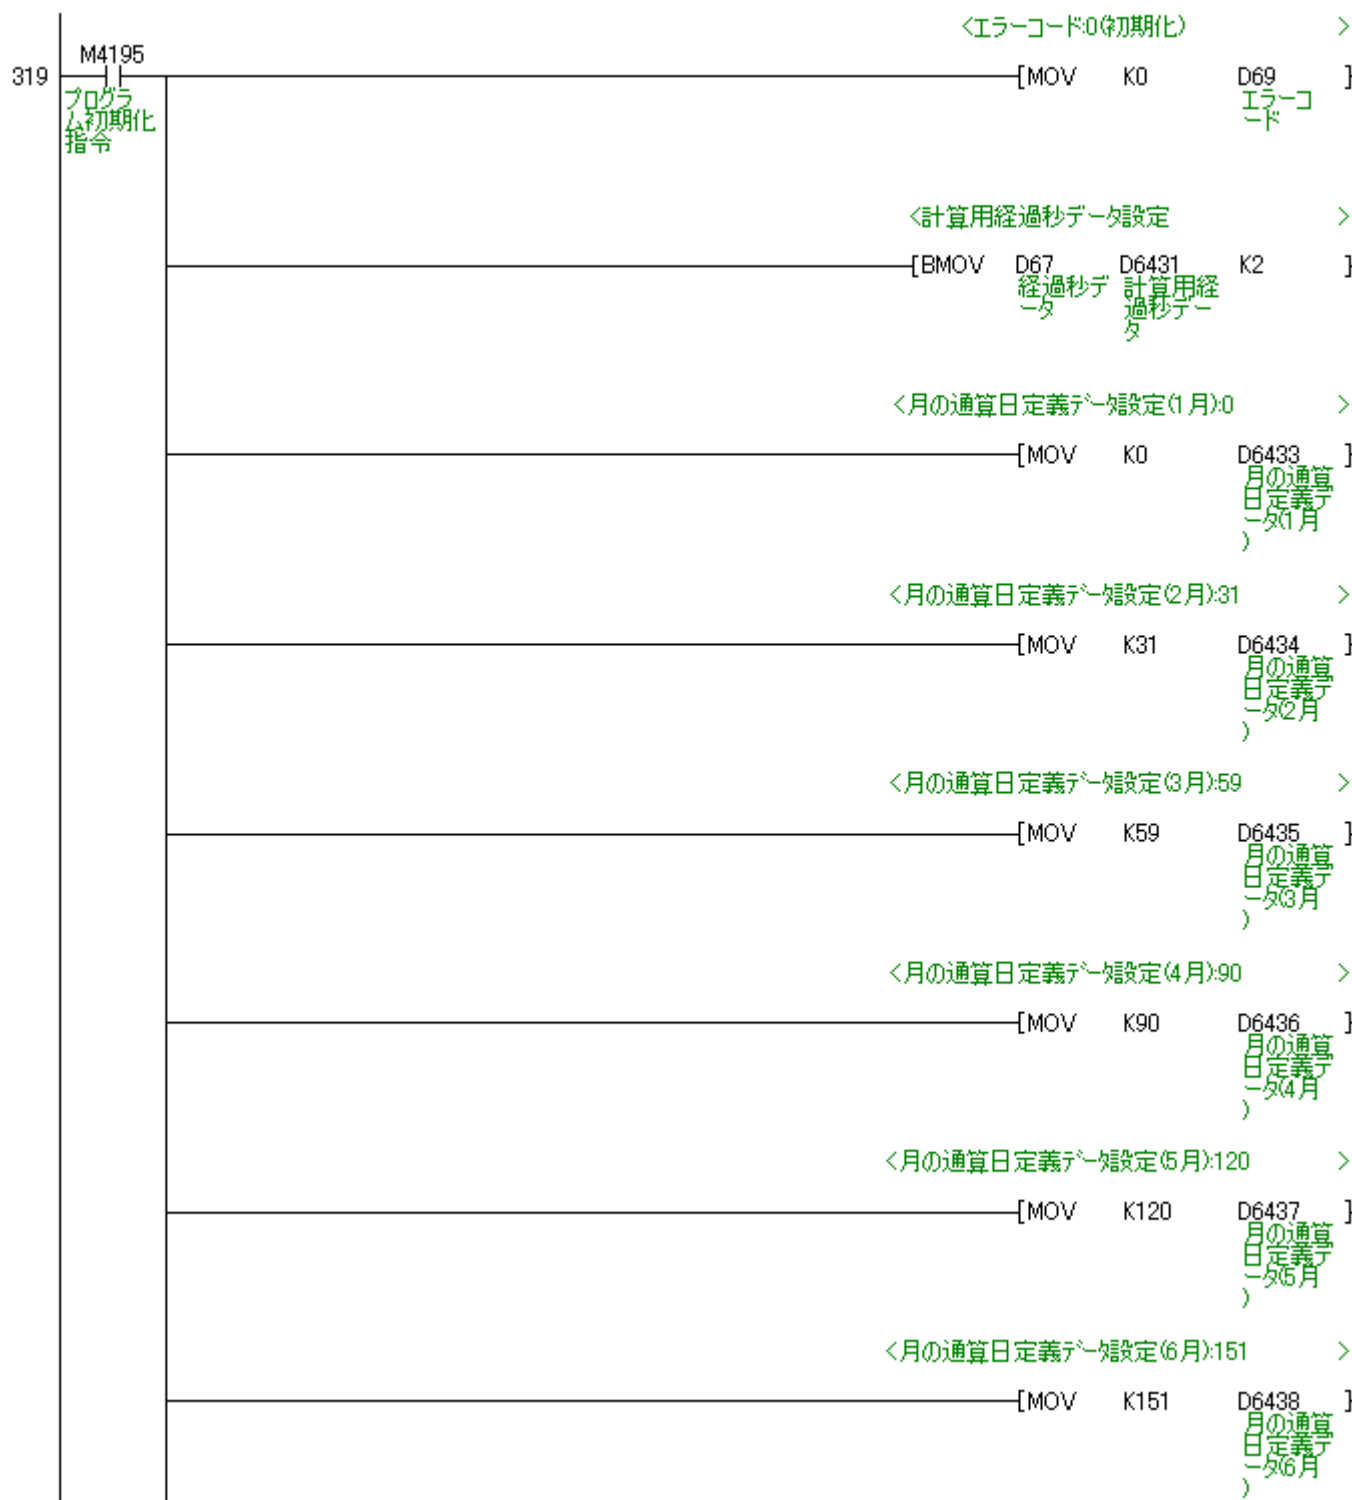 <エラーコード:0(初期化) >
M4195
319 [MOV K0 D69 ]
プログラ
ム初期化
指令
エラーコ
ード
<計算用経過秒データ設定 >
[BMOV D67 D6431 K2 ]
経過秒デ
ータ
計算用経
過秒デー
タ
<月の通算日定義データ設定(1月):0 >
[MOV K0 D6433 ]
月の通算
日定義デ
ータ(1月
)
<月の通算日定義データ設定(2月):31 >
[MOV K31 D6434 ]
月の通算
日定義デ
ータ(2月
)
<月の通算日定義データ設定(3月):59 >
[MOV K59 D6435 ]
月の通算
日定義デ
ータ(3月
)
<月の通算日定義データ設定(4月):90 >
[MOV K90 D6436 ]
月の通算
日定義デ
ータ(4月
)
<月の通算日定義データ設定(5月):120 >
[MOV K120 D6437 ]
月の通算
日定義デ
ータ(5月
)
<月の通算日定義データ設定(6月):151 >
[MOV K151 D6438 ]
月の通算
日定義デ
ータ(6月
)